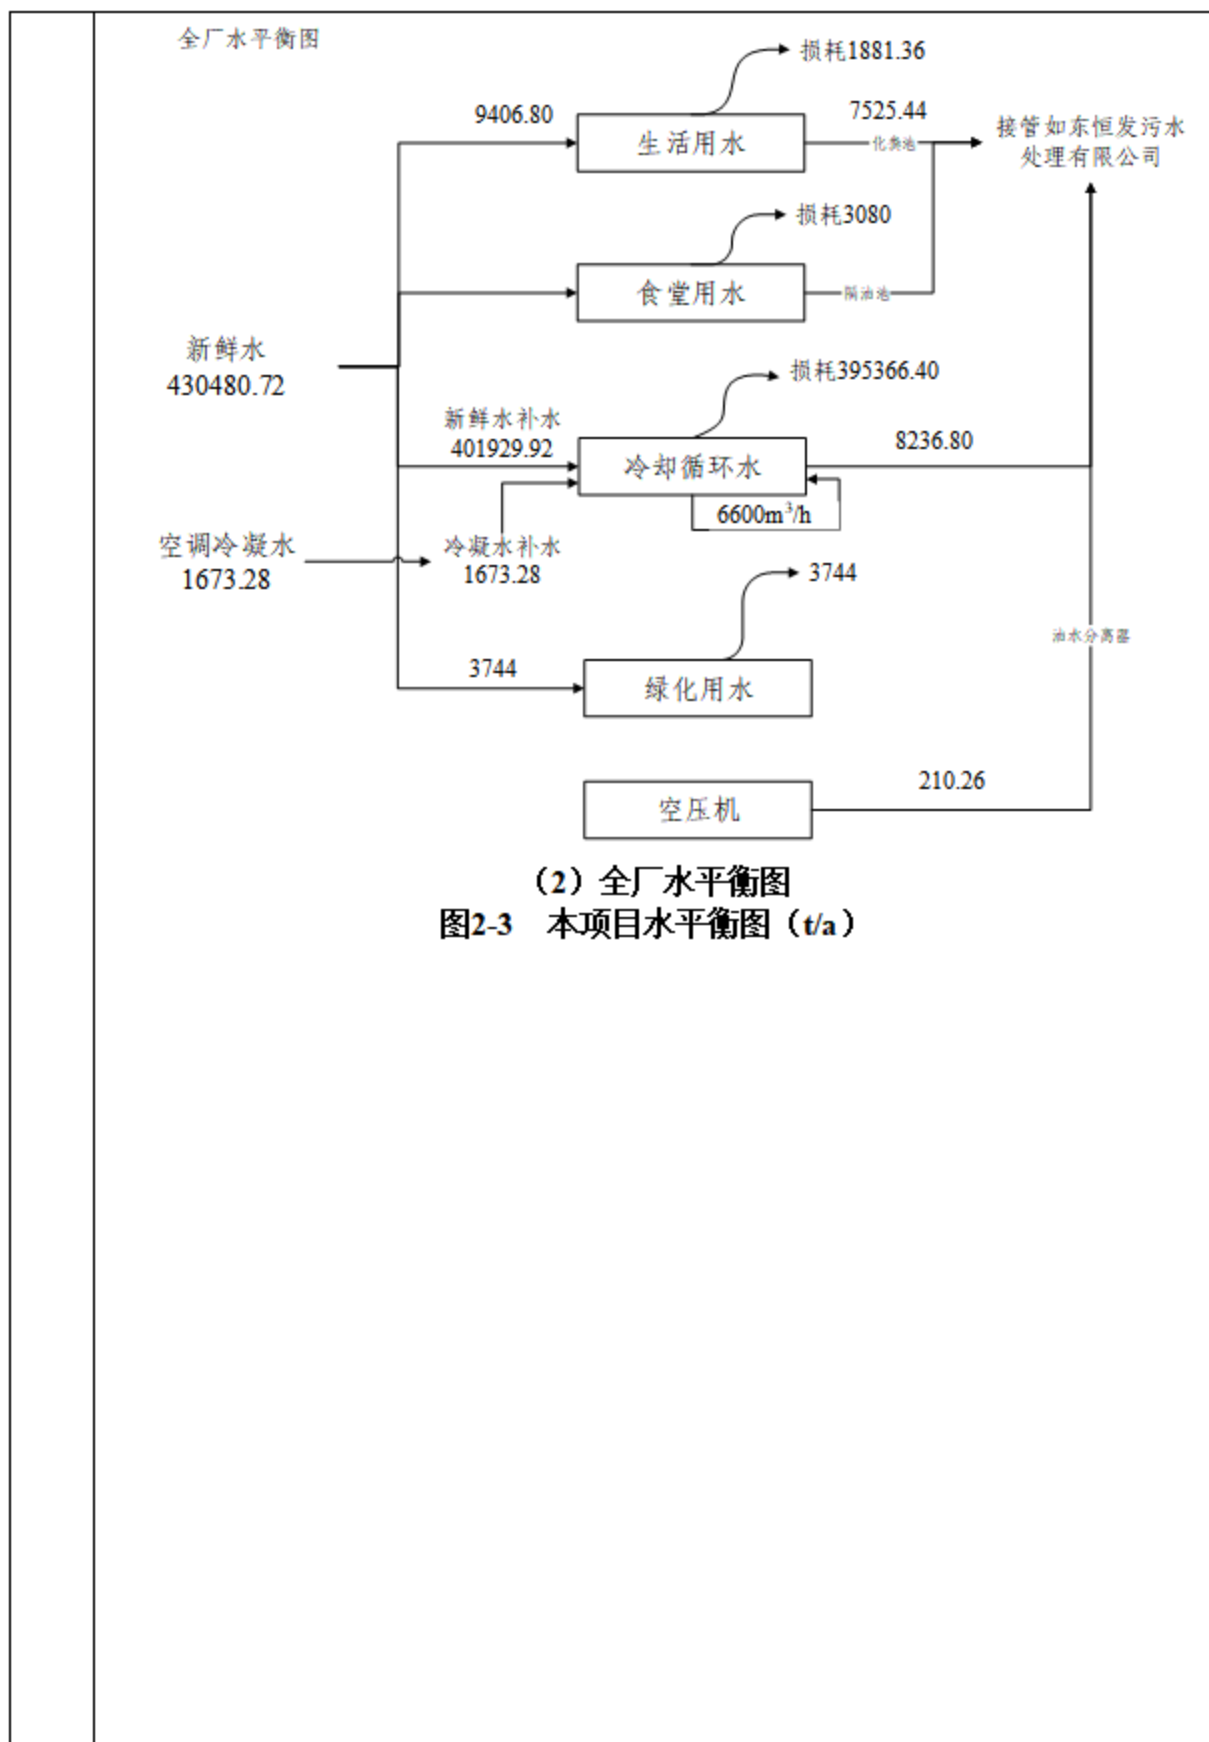 全厂水平衡图
损耗1881.36
9406.80
7525.44
生活用水
化粪池
接管如东恒发污水
处理有限公司
损耗3080
食堂用水
隔油池
新鲜水
430480.72
损耗395366.40
新鲜水补水
401929.92
冷却循环水
8236.80
6600m³/h
空调冷凝水
1673.28
冷凝水补水
1673.28
3744
油水分离器
3744
绿化用水
210.26
空压机
（2）全厂水平衡图
图2-3 本项目水平衡图（t/a）